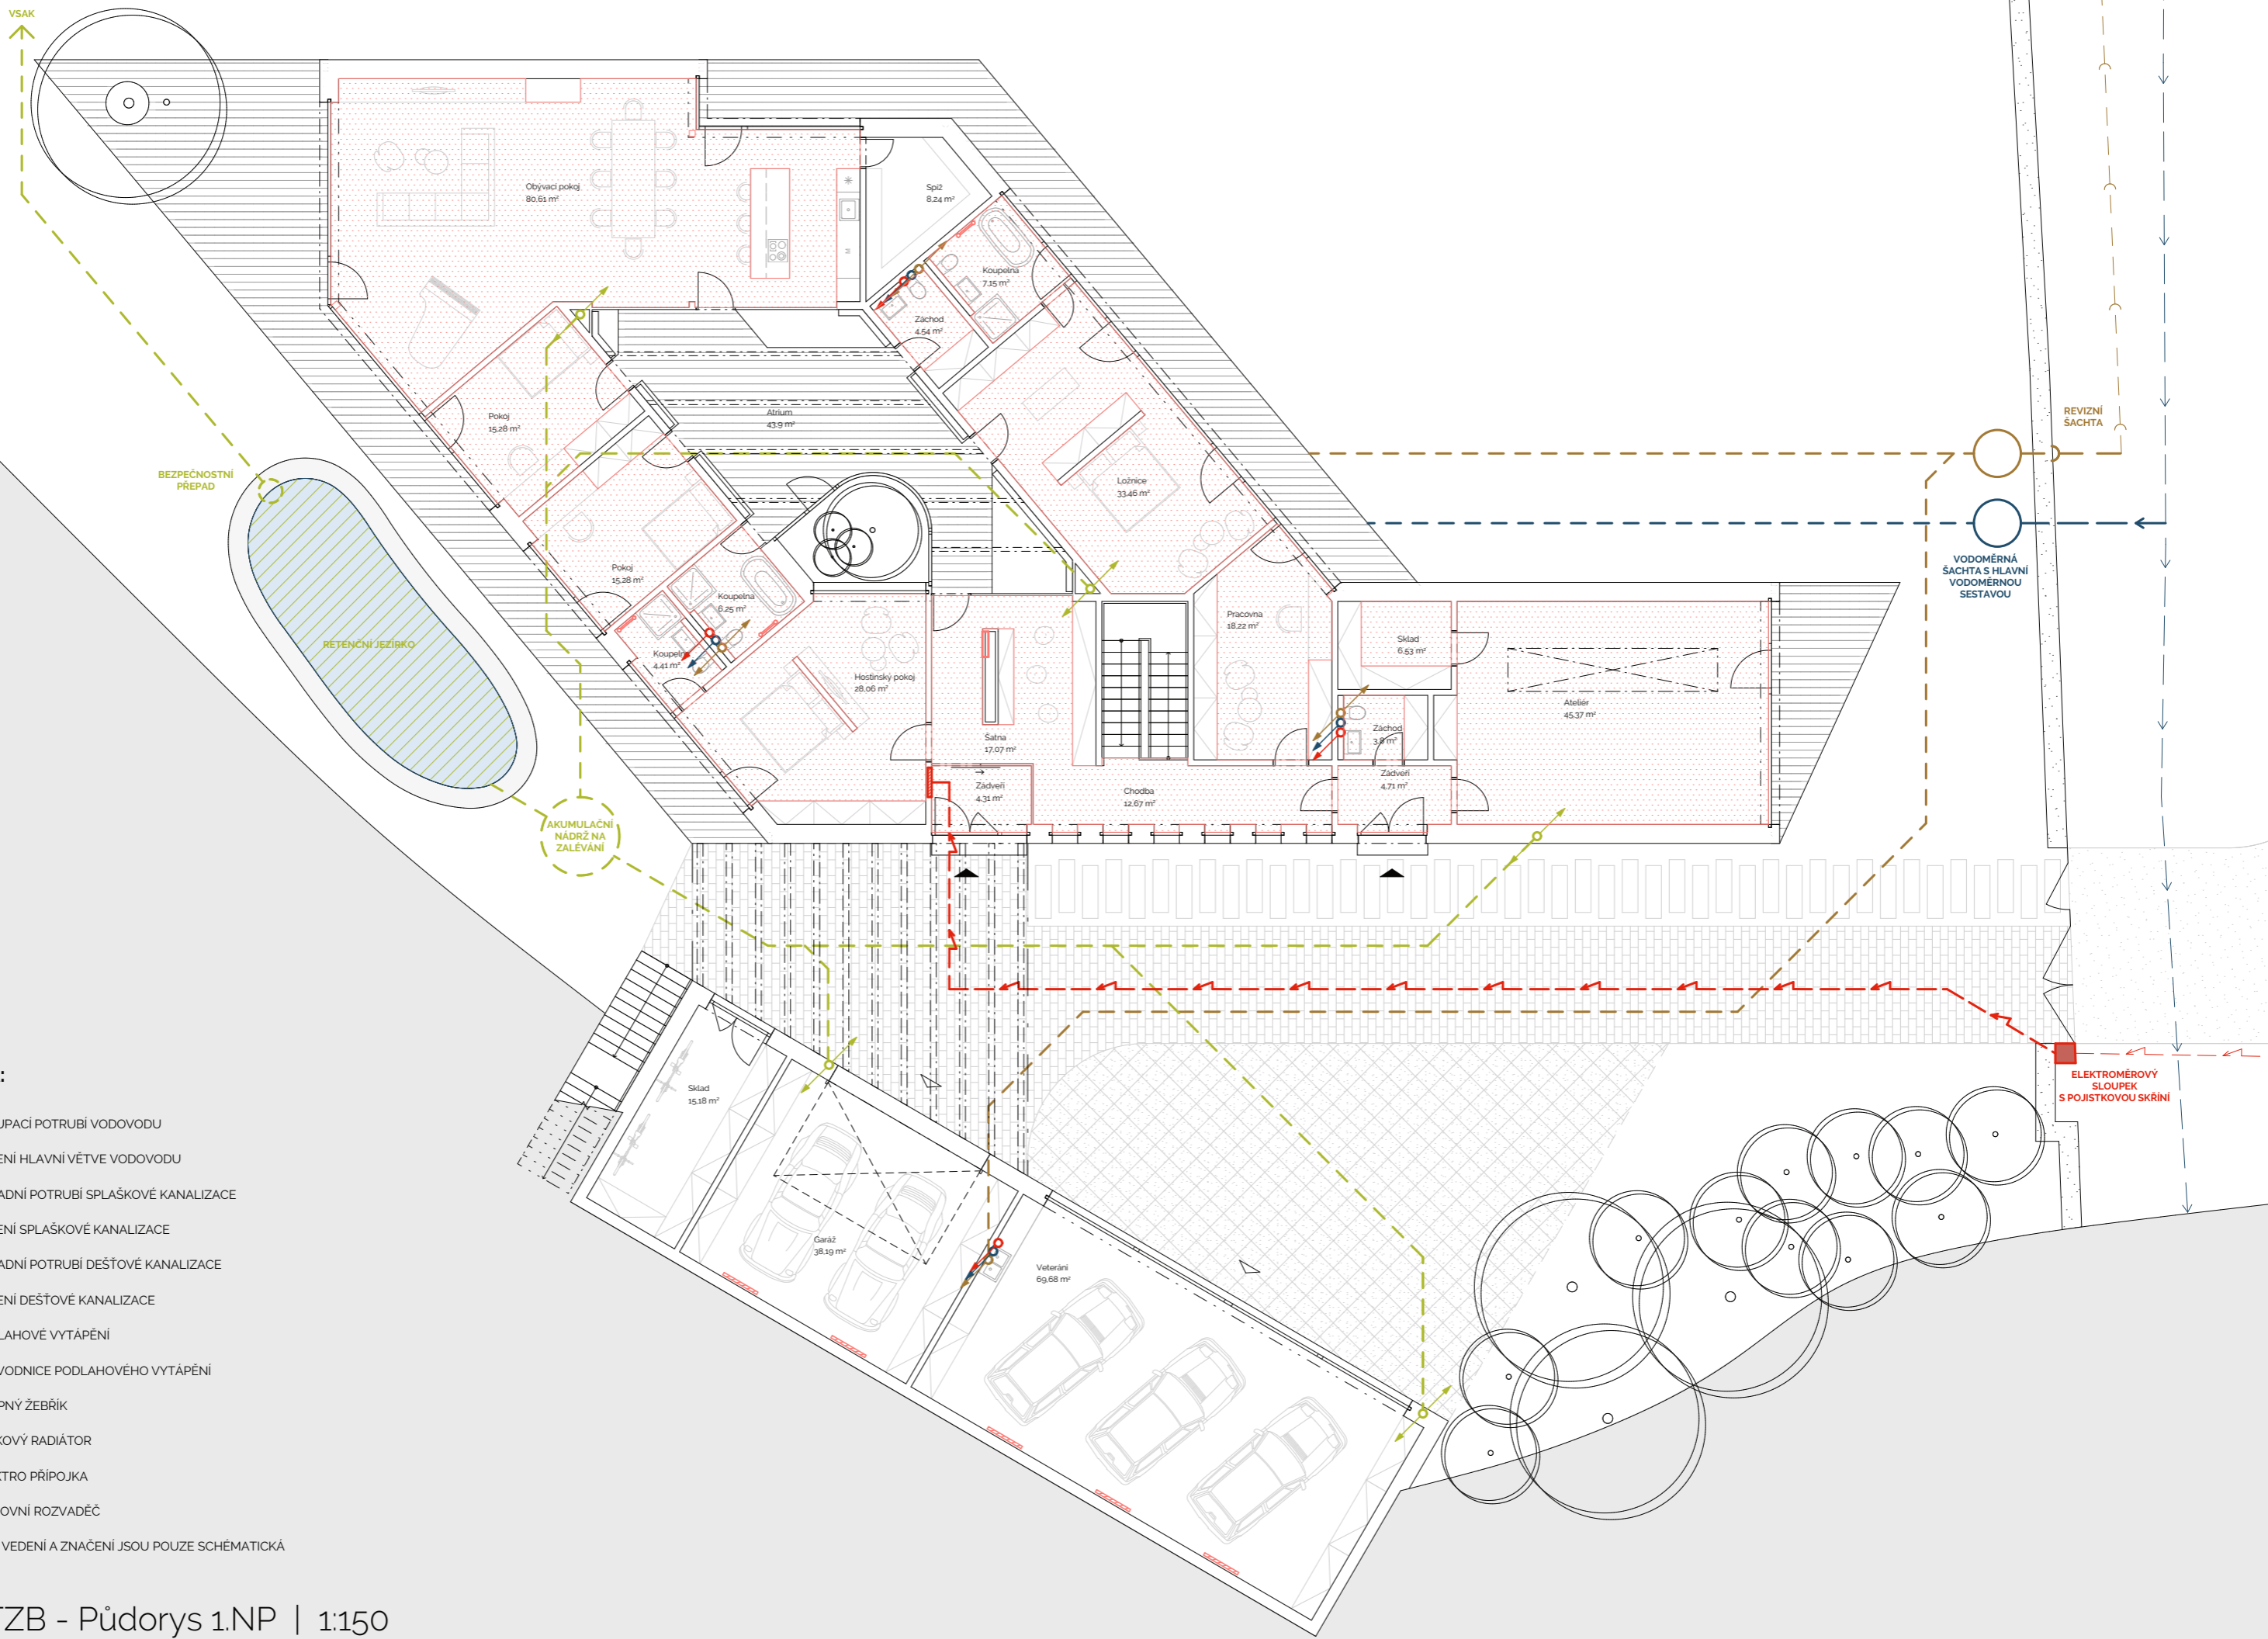 VSAK
Obývací pokoj
80,61 m²
Spíž
8,24 m²
Koupelna
7,15 m²
Záchod
4,54 m²
Pokoj
15,28 m²
Atrium
43,9 m²
Ložnice
33,46 m²
REVIZNÍ
ŠACHTA
BEZPEČNOSTNÍ
PŘEPAD
VODOMĚRNÁ
ŠACHTA S HLAVNÍ
VODOMĚRNOU
SESTAVOU
Pokoj
15,28 m²
Koupelna
6,25 m²
Koupelna
4,41 m²
RETENČNÍ JEZÍRKO
Hostinský pokoj
28,06 m²
Pracovna
18,22 m²
Sklad
6,53 m²
Ateliér
45,37 m²
Šatna
17,07 m²
Záchod
3,8 m²
Zádveří
4,31 m²
Chodba
12,67 m²
Zádveří
4,71 m²
AKUMULAČNÍ
NÁDRŽ NA
ZALÉVÁNÍ
Sklad
15,18 m²
Garáž
38,19 m²
Veteráni
69,68 m²
ELEKTROMĚROVÝ
SLOUPEK
S POJISTKOVOU SKŘÍNÍ
:
UPACÍ POTRUBÍ VODOVODU
ENÍ HLAVNÍ VĚTVE VODOVODU
ADNÍ POTRUBÍ SPLAŠKOVÉ KANALIZACE
ENÍ SPLAŠKOVÉ KANALIZACE
ADNÍ POTRUBÍ DEŠŤOVÉ KANALIZACE
ENÍ DEŠŤOVÉ KANALIZACE
LAHOVÉ VYTÁPĚNÍ
VODNICE PODLAHOVÉHO VYTÁPĚNÍ
PNÝ ŽEBŘÍK
KOVÝ RADIÁTOR
KTRO PŘÍPOJKA
OVNÍ ROZVADĚČ
VEDENÍ A ZNAČENÍ JSOU POUZE SCHÉMATICKÁ
TZB - Půdorys 1.NP | 1:150